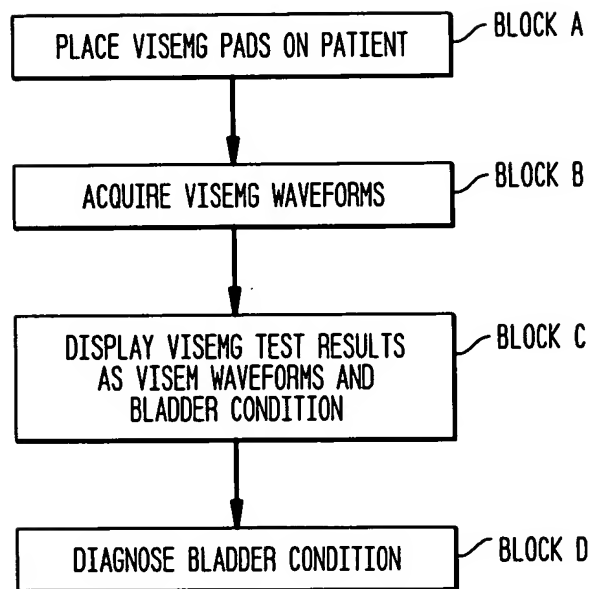 PLACE VISEMG PADS ON PATIENT
BLOCK A
ACQUIRE VISEMG WAVEFORMS
BLOCK B
DISPLAY VISEMG TEST RESULTS
AS VISEM WAVEFORMS AND
BLADDER CONDITION
BLOCK C
DIAGNOSE BLADDER CONDITION
BLOCK D